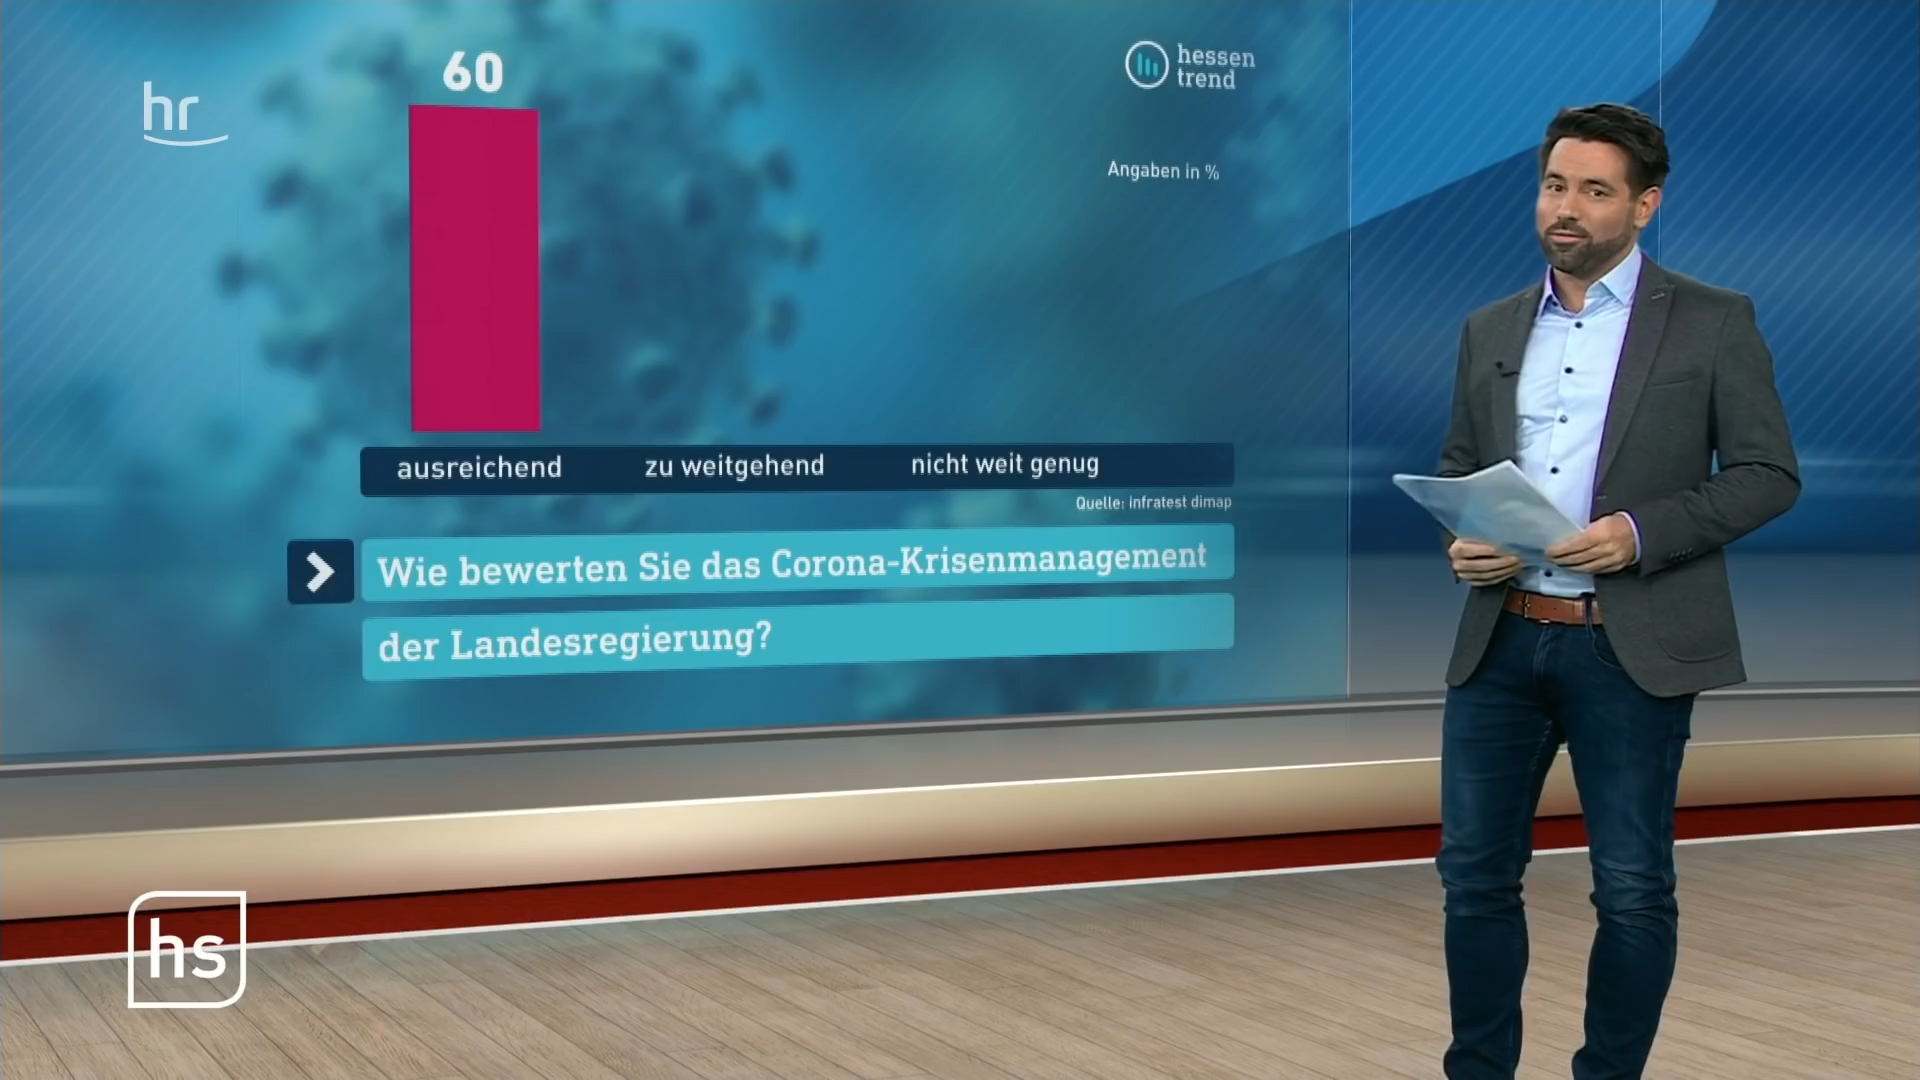 60
hessen
trend
hr
Angaben in %
ausreichend zu weitgehend nicht weit genug
Quelle: infratest dimap
Wie bewerten Sie das Corona-Krisenmanagement
der Landesregierung?
hs